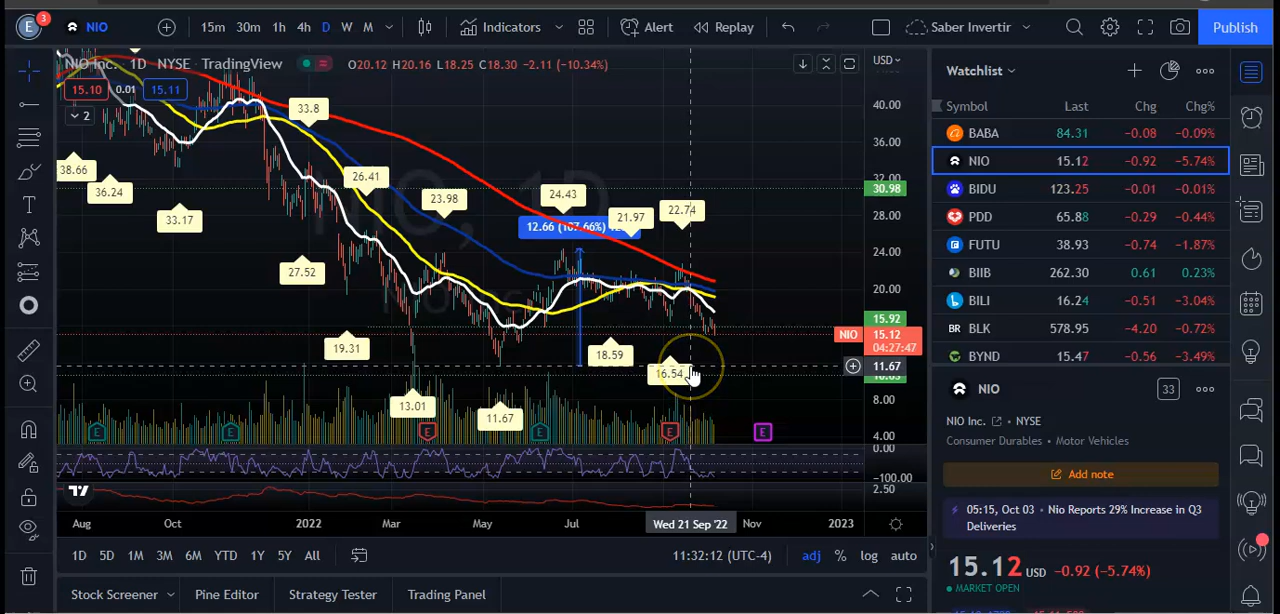 E 3 NIO 15m 30m 1h 4h D W M Indicators Alert Replay Saber Invertir Publish
NIO Inc. 1D NYSE TradingView O20.12 H20.16 L18.25 C18.30 −2.11 (−10.34%)
15.10 0.01 15.11
2
USD
40.00
36.00
32.00
30.98
28.00
24.00
20.00
15.92
NIO 15.12
04:27:47
11.67
8.00
4.00
0.00
−100.00
2.50
38.66
36.24
33.17
33.8
27.52
26.41
19.31
23.98
13.01
11.67
24.43
12.66
18.59
21.97
16.54
22.74
E E E E E E
Aug Oct 2022 Mar May Jul Wed 21 Sep '22 Nov 2023
1D 5D 1M 3M 6M YTD 1Y 5Y All 11:32:12 (UTC-4) adj % log auto
Stock Screener Pine Editor Strategy Tester Trading Panel
Watchlist
Symbol Last Chg Chg%
BABA 84.31 −0.08 −0.09%
NIO 15.12 −0.92 −5.74%
BIDU 123.25 −0.01 −0.01%
PDD 65.88 −0.29 −0.44%
FUTU 38.93 −0.74 −1.87%
BIIB 262.30 0.61 0.23%
BILI 16.24 −0.51 −3.04%
BR BLK 578.95 −4.20 −0.72%
BYND 15.47 −0.56 −3.49%
NIO 33
NIO Inc. • NYSE
Consumer Durables • Motor Vehicles
Add note
05:15, Oct 03 • Nio Reports 29% Increase in Q3
Deliveries
15.12 USD −0.92 (−5.74%)
MARKET OPEN